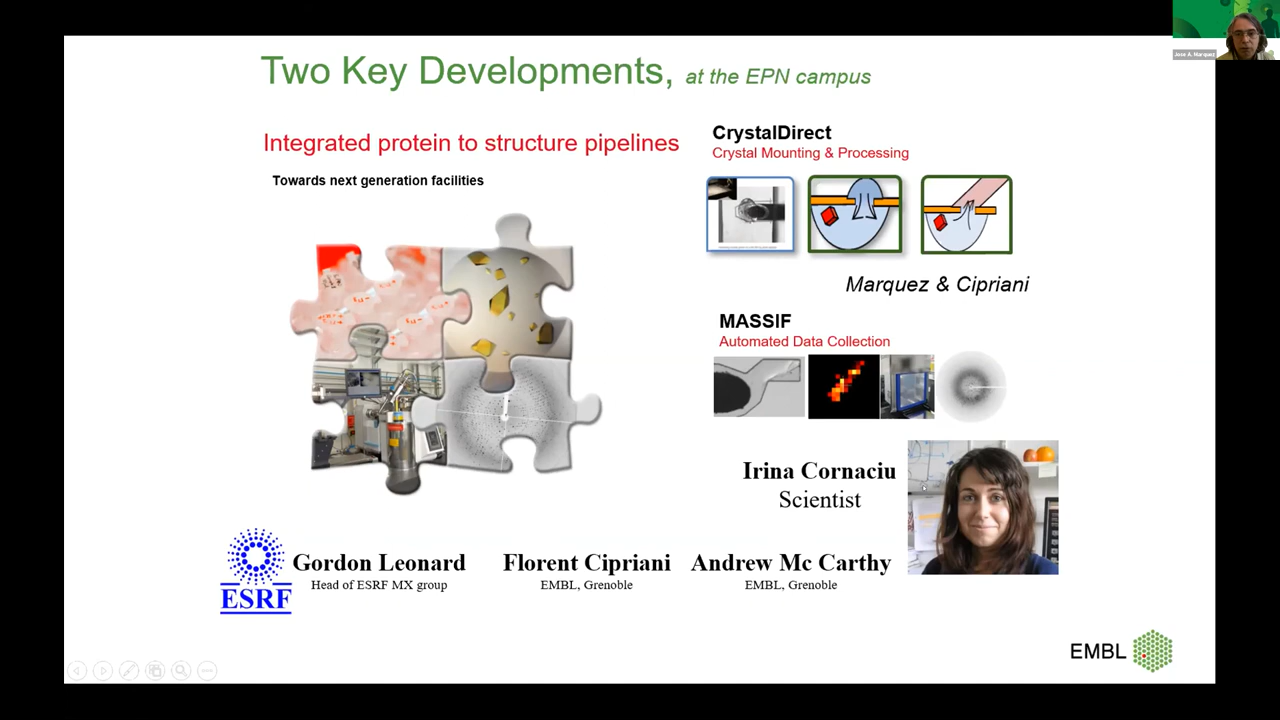 Two Key Developments, at the EPN campus
Integrated protein to structure pipelines
Towards next generation facilities
CrystalDirect
Crystal Mounting & Processing
Marquez & Cipriani
MASSIF
Automated Data Collection
Irina Cornaciu
Scientist
Gordon Leonard
Head of ESRF MX group
Florent Cipriani
EMBL, Grenoble
Andrew Mc Carthy
EMBL, Grenoble
ESRF
EMBL
Jose A. Marquez